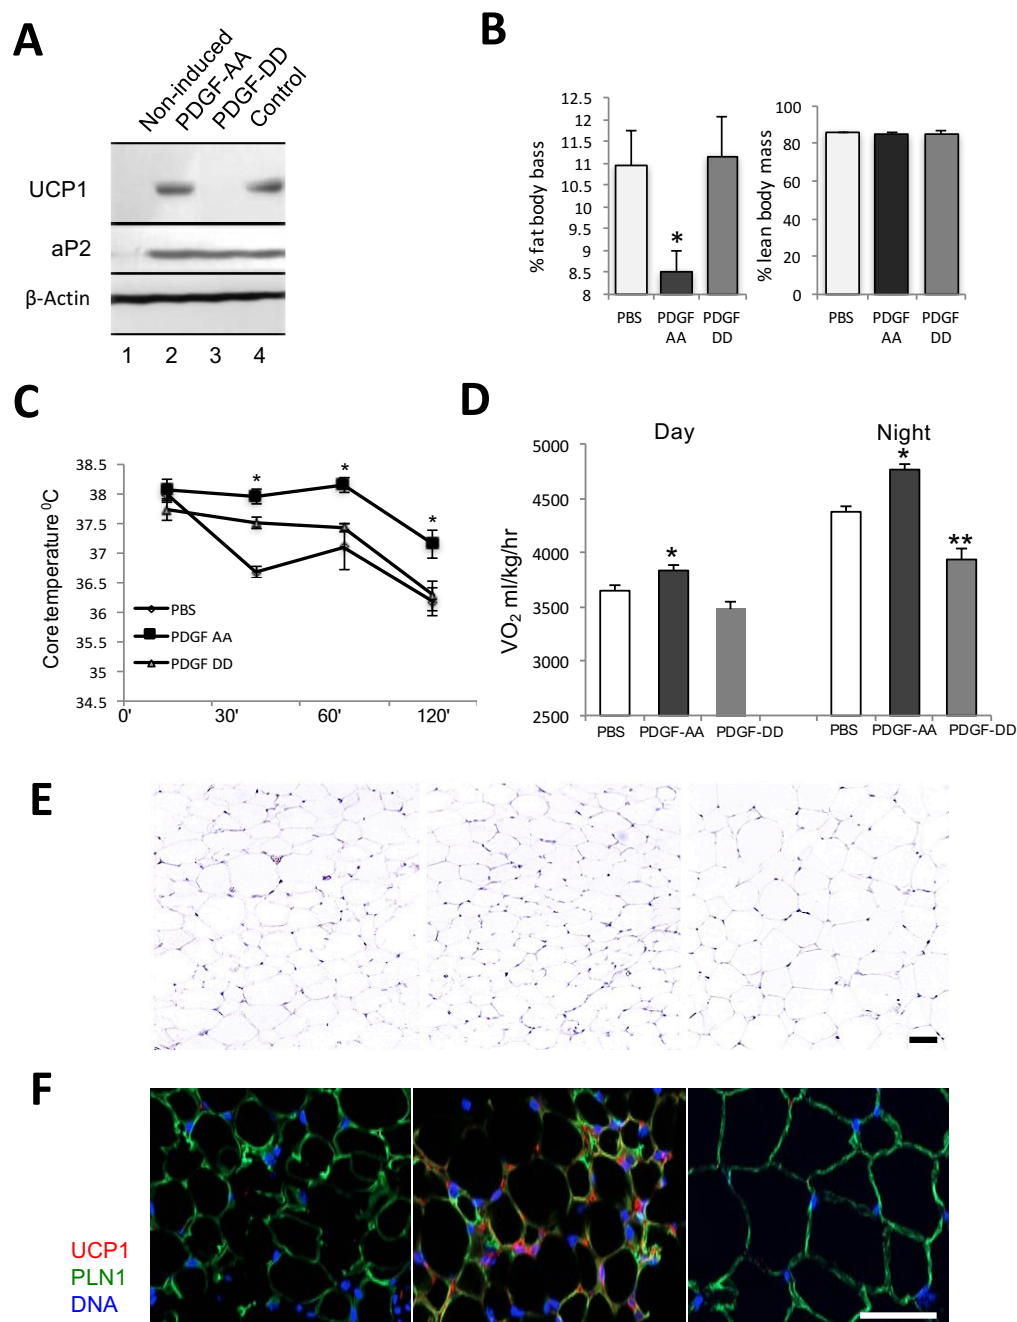 A
Non-induced
PDGF-AA
PDGF-DD
Control
UCP1
aP2
β-Actin
1 2 3 4
B
% fat body bass
12.5
12
11.5
11
10.5
10
9.5
9
8.5
8
*
PBS
PDGF AA
PDGF DD
% lean body mass
100
80
60
40
20
0
PBS
PDGF AA
PDGF DD
C
Core temperature ⁰C
38.5
38
37.5
37
36.5
36
35.5
35
34.5
* * *
PBS
PDGF AA
PDGF DD
0' 30' 60' 120'
D
Day Night
VO₂ ml/kg/hr
5000
4500
4000
3500
3000
2500
* * **
PBS PDGF-AA PDGF-DD PBS PDGF-AA PDGF-DD
E
F
UCP1
PLN1
DNA